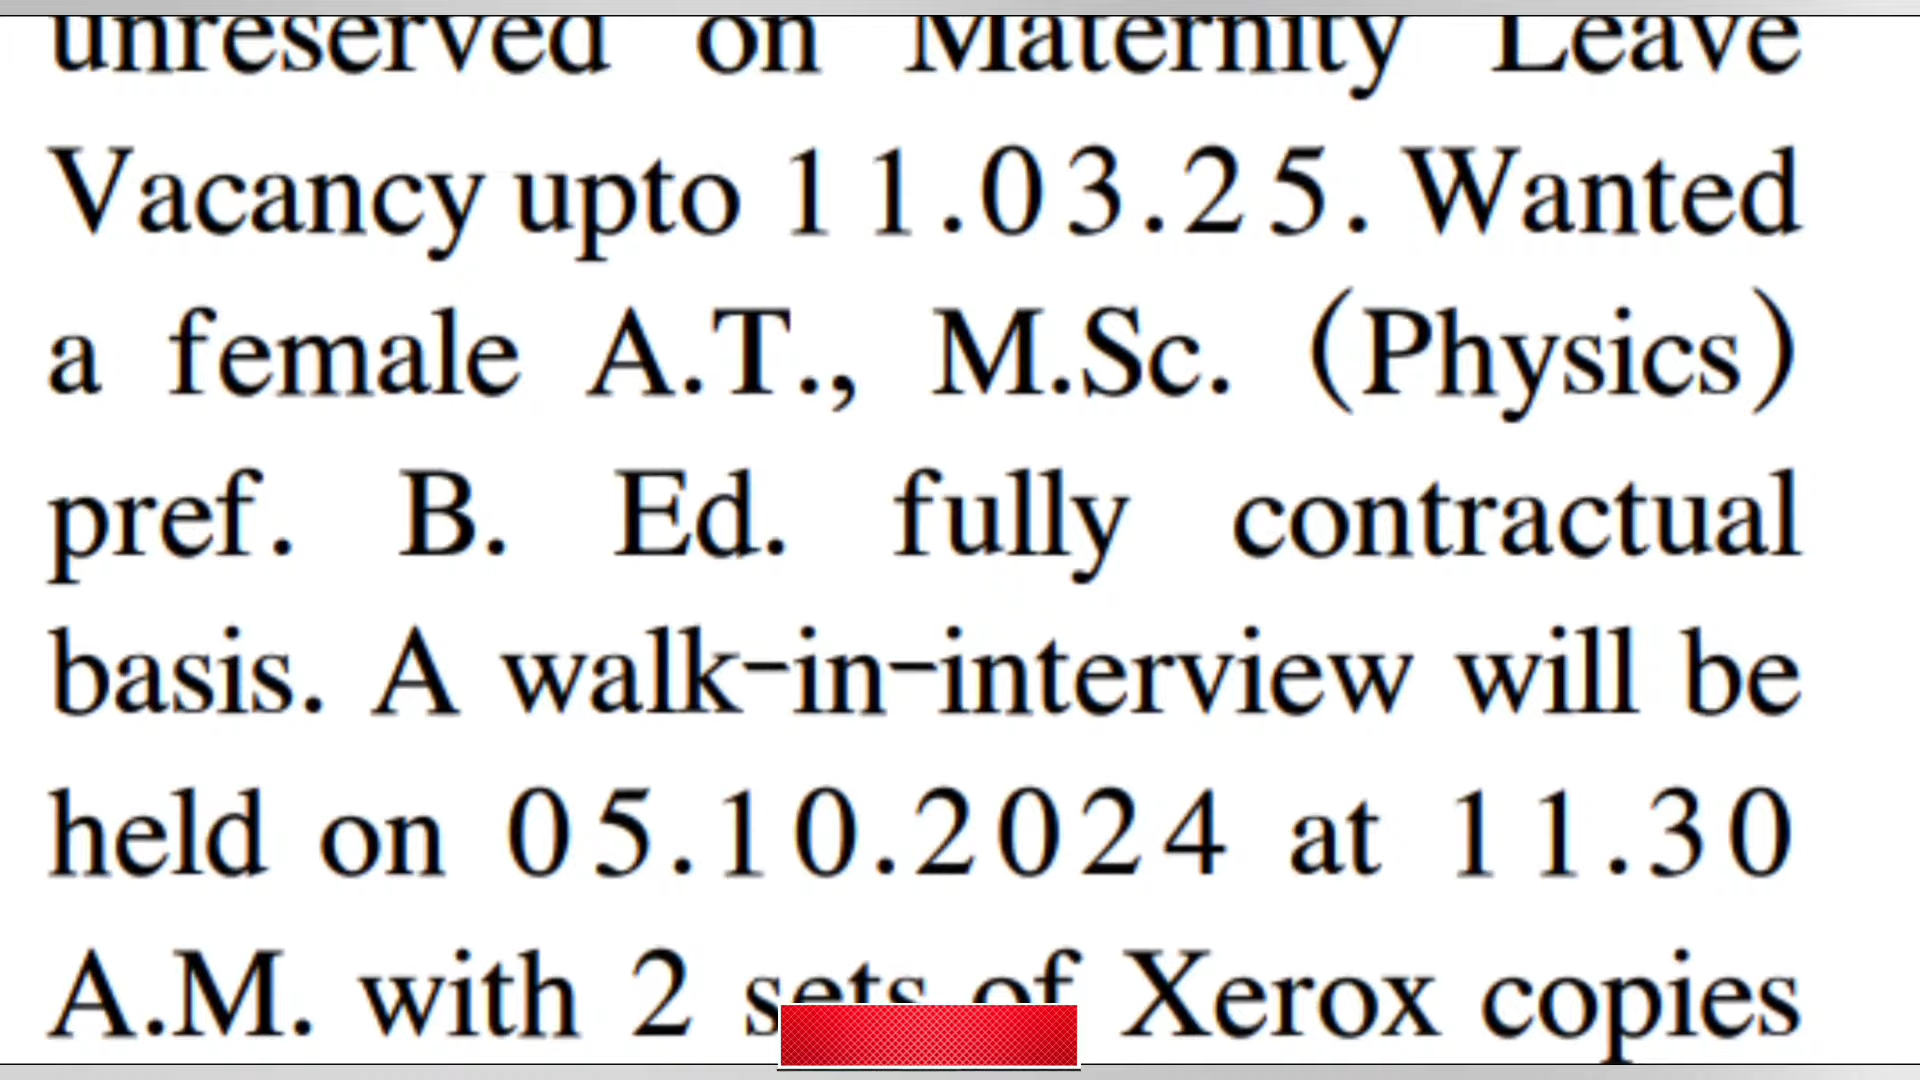 unreserved on Maternity Leave
Vacancy upto 11.03.25. Wanted
a female A.T., M.Sc. (Physics)
pref. B. Ed. fully contractual
basis. A walk-in-interview will be
held on 05.10.2024 at 11.30
A.M. with 2 sets of Xerox copies